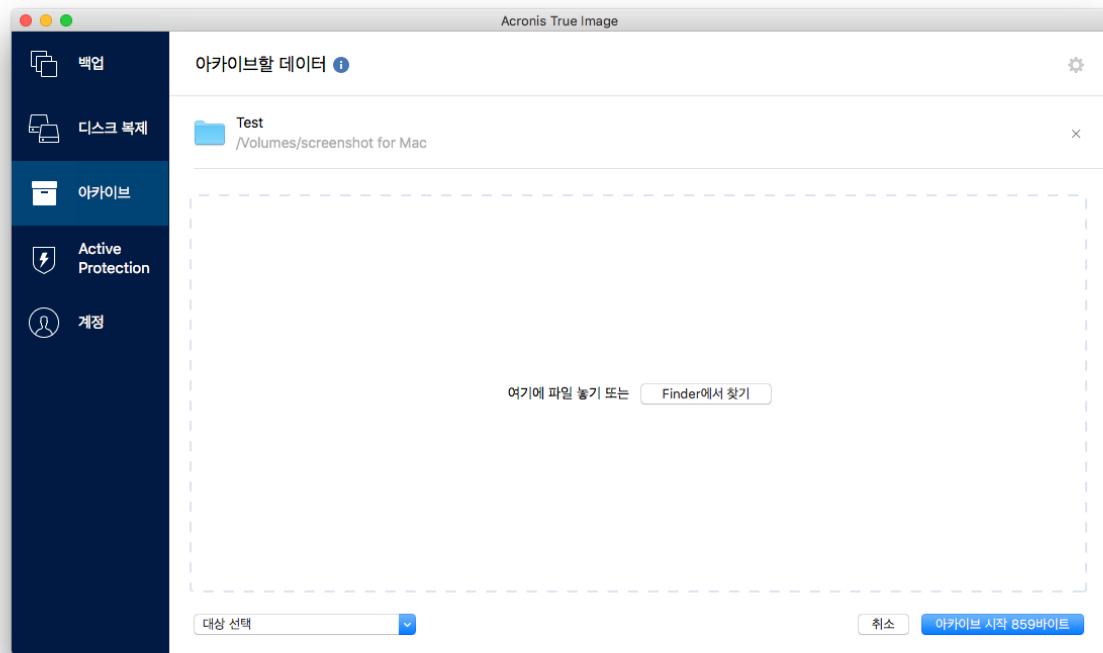 Acronis True Image
백업
디스크 복제
아카이브
Active
Protection
계정
아카이브할 데이터
Test
/Volumes/screenshot for Mac
여기에 파일 놓기 또는
Finder에서 찾기
대상 선택
취소
아카이브 시작 859바이트